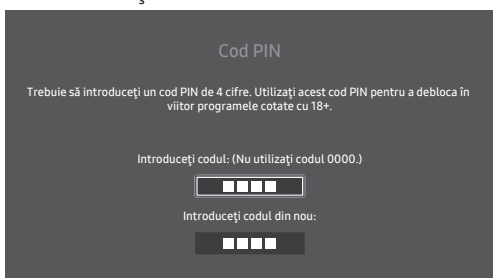 Cod PIN
Trebuie să introduceţi un cod PIN de 4 cifre. Utilizaţi acest cod PIN pentru a debloca în
viitor programele cotate cu 18+.
Introduceţi codul: (Nu utilizaţi codul 0000.)
Introduceţi codul din nou: